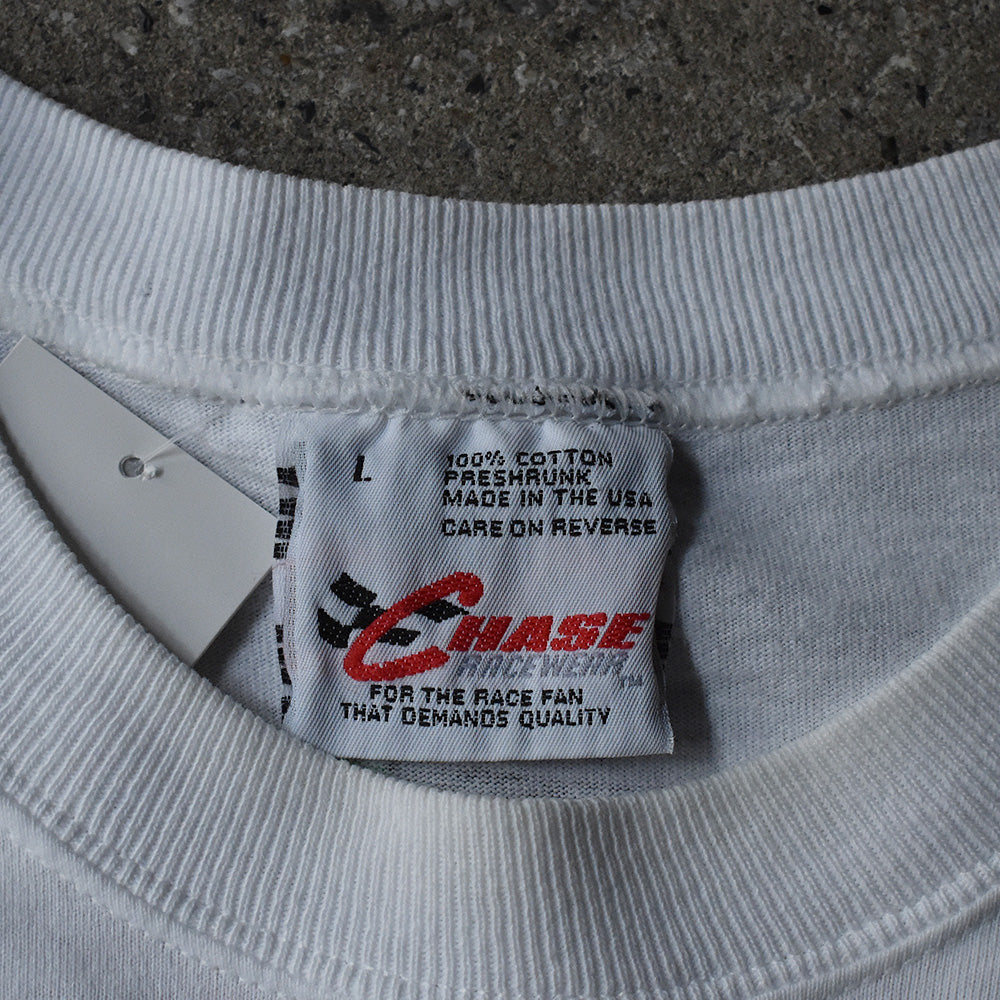 L
100% COTTON
PRESHRUNK
MADE IN THE USA
CARE ON REVERSE
CHASE
RACEWEAR
TM
FOR THE RACE FAN
THAT DEMANDS QUALITY